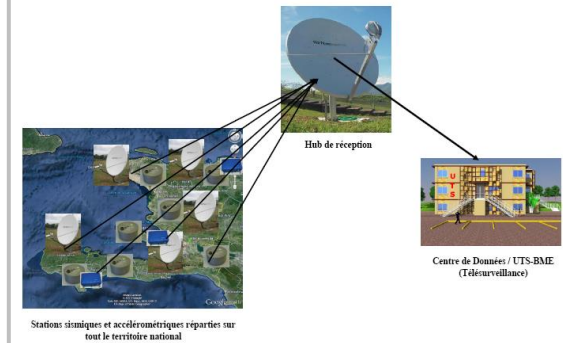 Hub de réception
UTS
Centre de Données / UTS-BME
(Télésurveillance)
Google
Stations sismiques et accélérométriques réparties sur
tout le territoire national